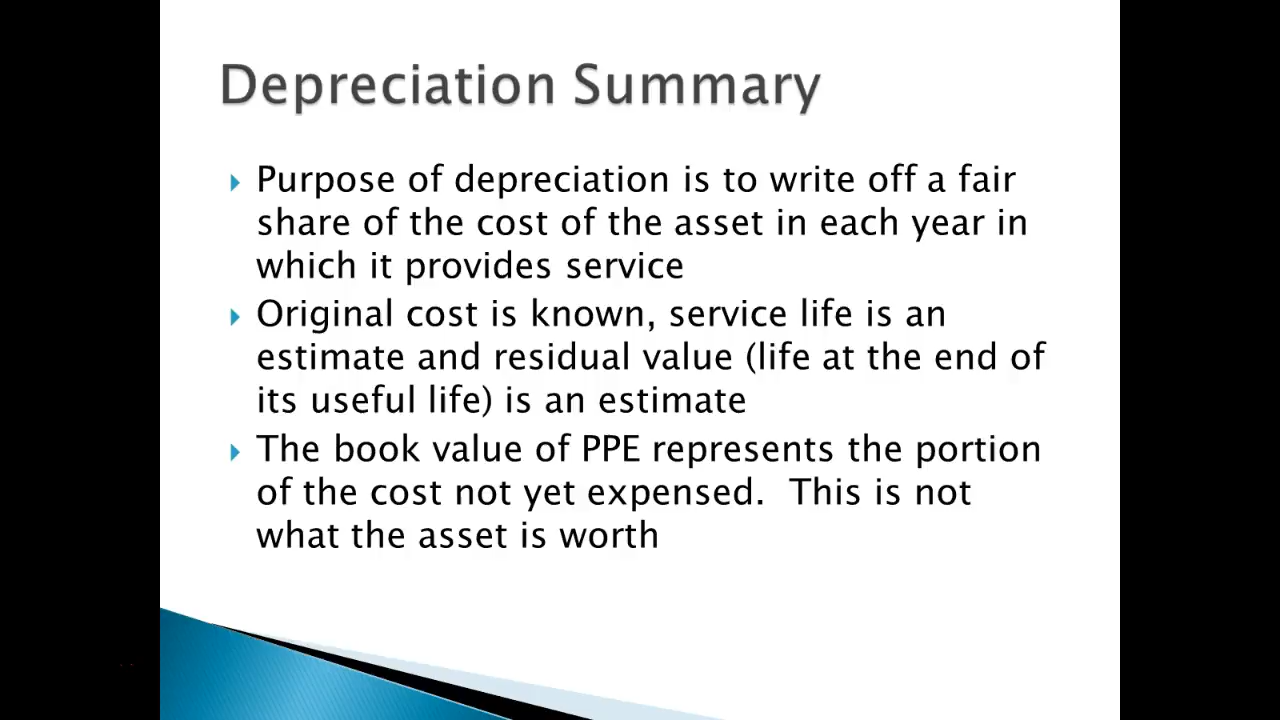 Depreciation Summary
Purpose of depreciation is to write off a fair
share of the cost of the asset in each year in
which it provides service
Original cost is known, service life is an
estimate and residual value (life at the end of
its useful life) is an estimate
The book value of PPE represents the portion
of the cost not yet expensed.  This is not
what the asset is worth